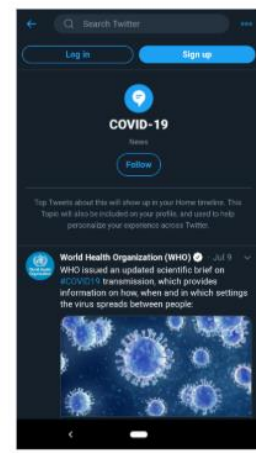 Search Twitter
Log in
Sign up
COVID-19
News
Follow
Top Tweets about this will show up in your Home timeline. This
Topic will also be included on your profile, and used to help
personalize your experience across Twitter.
World Health Organization (WHO) · Jul 9
WHO issued an updated scientific brief on
#COVID19 transmission, which provides
information on how, when and in which settings
the virus spreads between people: